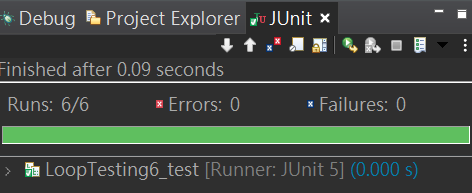 Debug Project Explorer JUnit
Finished after 0.09 seconds
Runs: 6/6 Errors: 0 Failures: 0
LoopTesting6_test [Runner: JUnit 5] (0.000 s)